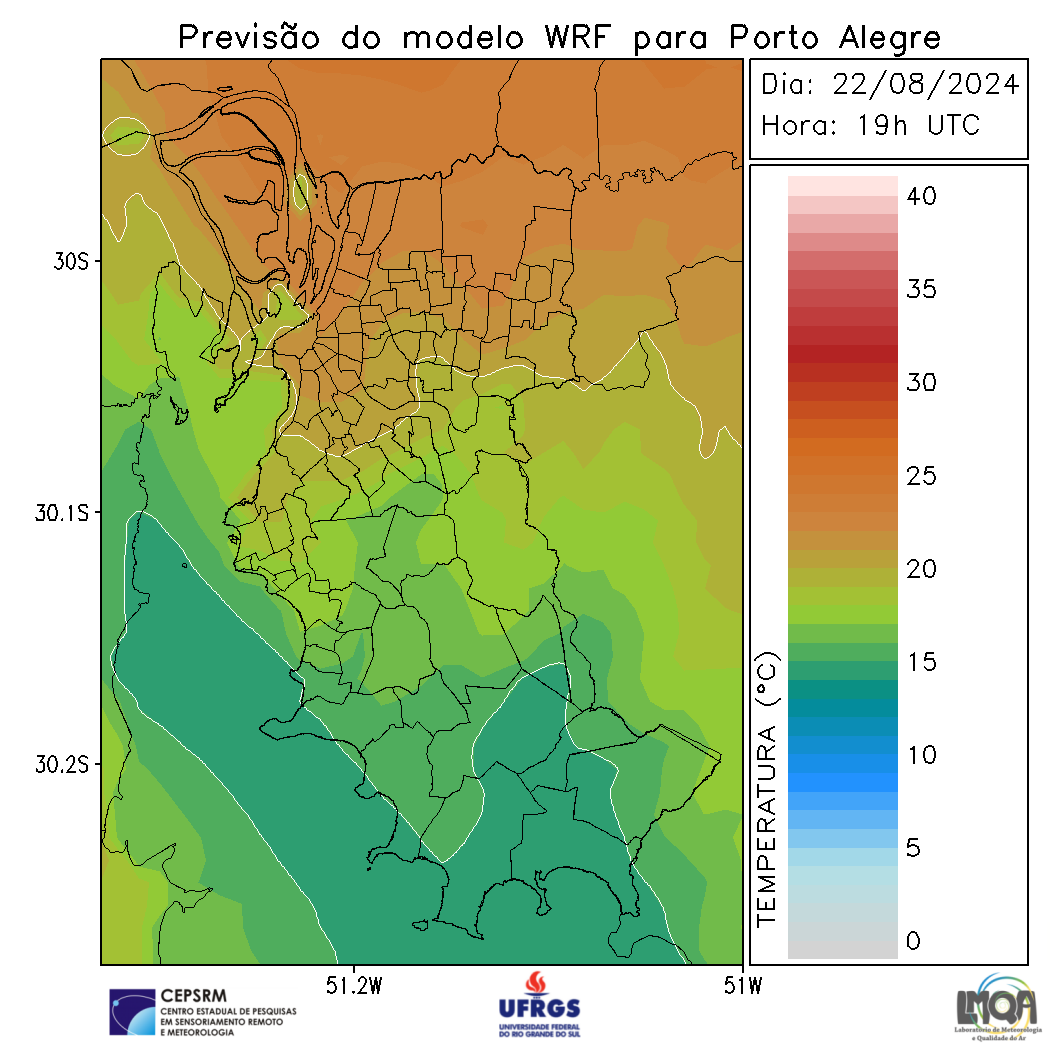 Previsão do modelo WRF para Porto Alegre
Dia: 22/08/2024
Hora: 19h UTC
40
35
30
25
20
15
10
5
0
TEMPERATURA (°C)
30S
30.1S
30.2S
51.2W
51W
CEPSRM
CENTRO ESTADUAL DE PESQUISAS
EM SENSORIAMENTO REMOTO
E METEOROLOGIA
UFRGS
UNIVERSIDADE FEDERAL
DO RIO GRANDE DO SUL
LMQA
Laboratório de Meteorologia
e Qualidade do Ar